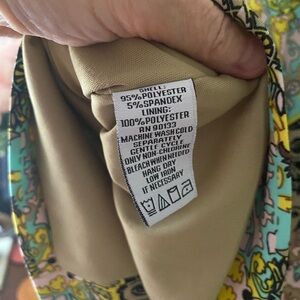 SHELL:
95%POLYESTER
5%SPANDEX
LINING:
100%POLYESTER
RN 90133
MACHINE WASH COLD
SEPARATELY
GENTLE CYCLE
ONLY NON-CHLORINE
BLEACH WHEN NEEDED
HANG DRY
LOW IRON
IF NECESSARY